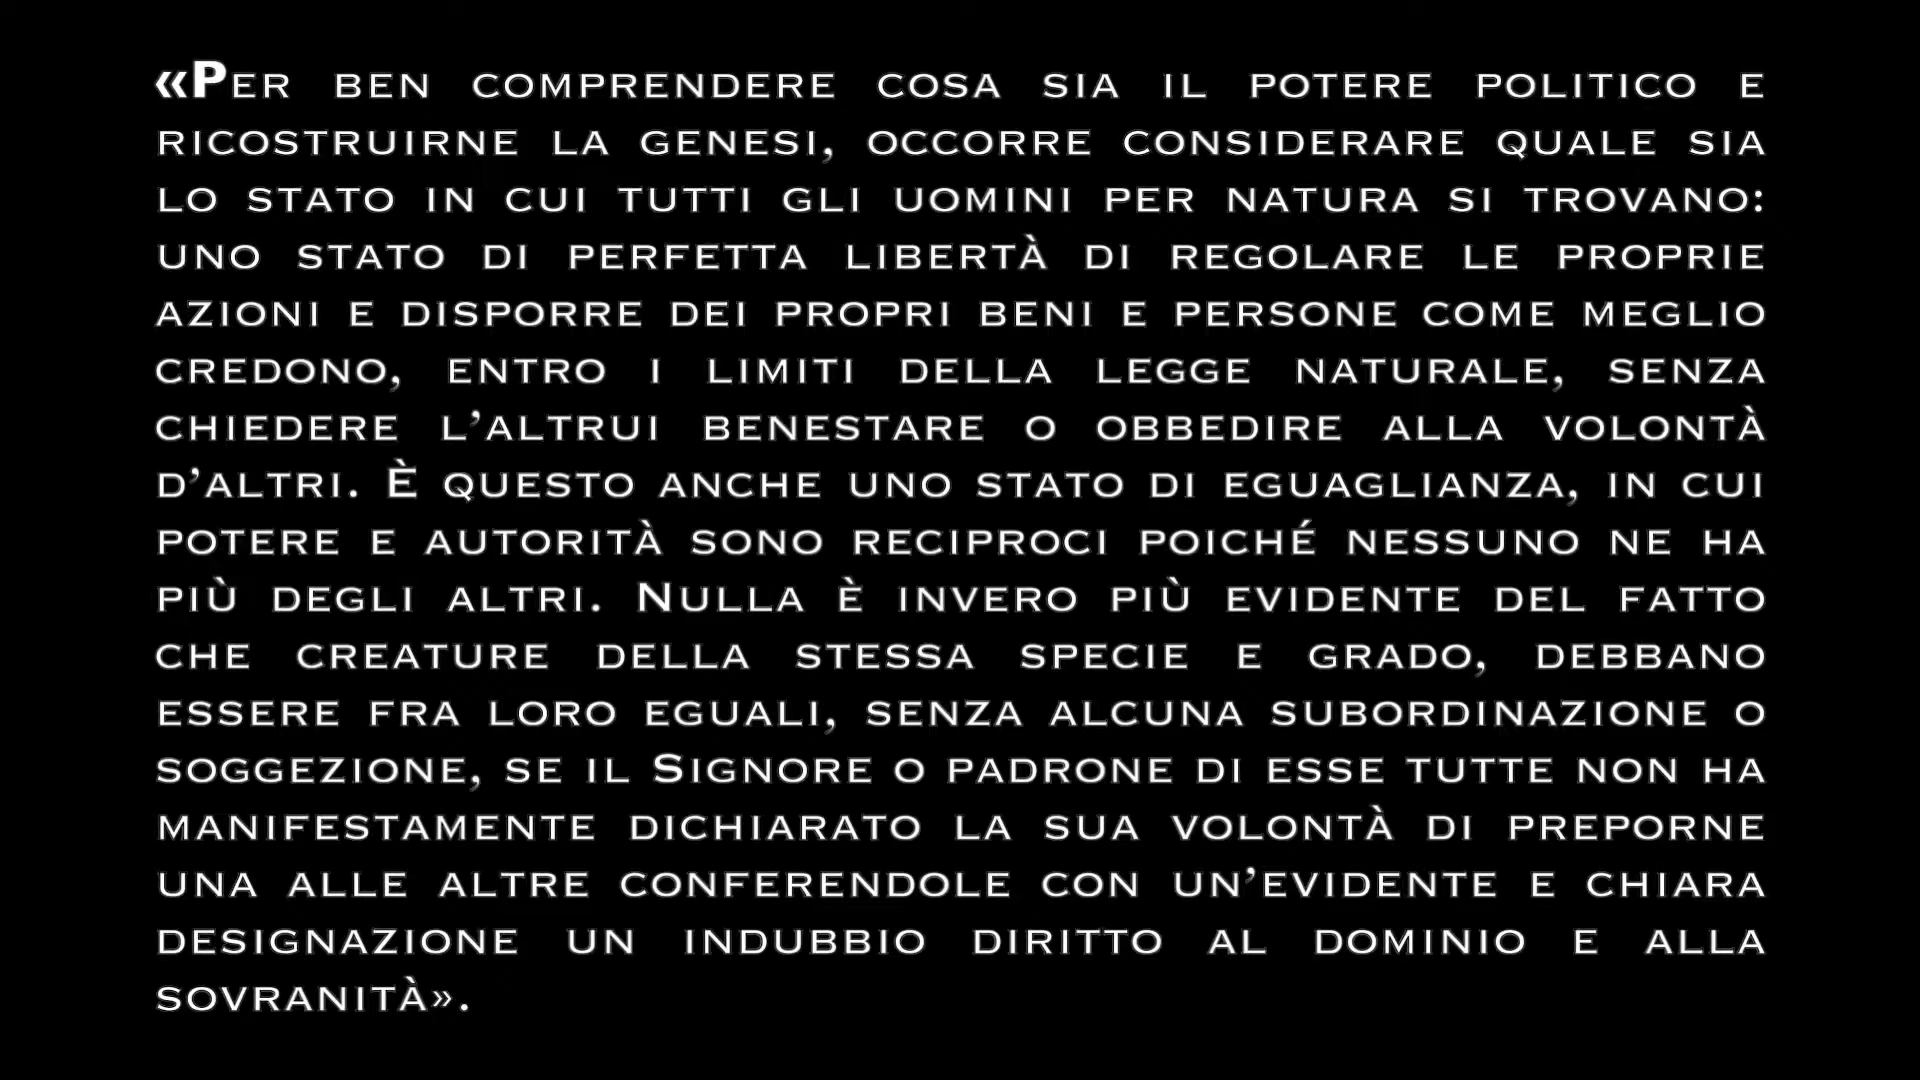 «Per ben comprendere cosa sia il potere politico e
ricostruirne la genesi, occorre considerare quale sia
lo stato in cui tutti gli uomini per natura si trovano:
uno stato di perfetta libertà di regolare le proprie
azioni e disporre dei propri beni e persone come meglio
credono, entro i limiti della legge naturale, senza
chiedere l’altrui benestare o obbedire alla volontà
d’altri. È questo anche uno stato di eguaglianza, in cui
potere e autorità sono reciproci poiché nessuno ne ha
più degli altri. Nulla è invero più evidente del fatto
che creature della stessa specie e grado, debbano
essere fra loro eguali, senza alcuna subordinazione o
soggezione, se il Signore o padrone di esse tutte non ha
manifestamente dichiarato la sua volontà di preporne
una alle altre conferendole con un’evidente e chiara
designazione un indubbio diritto al dominio e alla
sovranità».